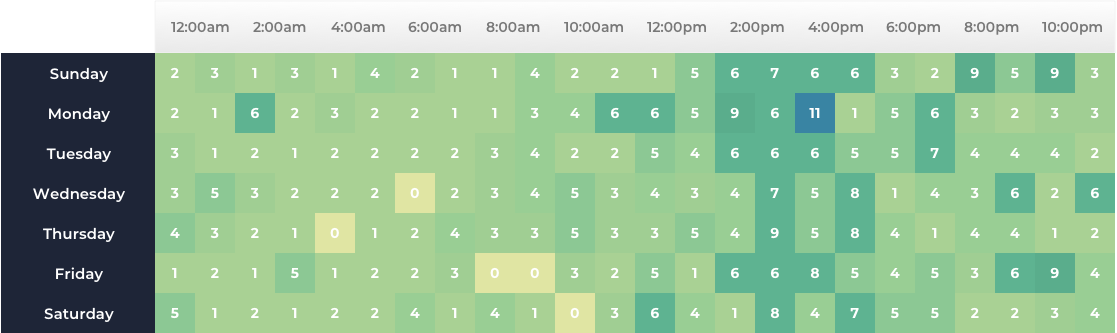 12:00am 2:00am 4:00am 6:00am 8:00am 10:00am 12:00pm 2:00pm 4:00pm 6:00pm 8:00pm 10:00pm
Sunday 2 3 1 3 1 4 2 1 1 4 2 2 1 5 6 7 6 6 3 2 9 5 9 3
Monday 2 1 6 2 3 2 2 1 1 3 4 6 6 5 9 6 11 1 5 6 3 2 3 3
Tuesday 3 1 2 1 2 2 2 2 3 4 2 2 5 4 6 6 6 5 5 7 4 4 4 2
Wednesday 3 5 3 2 2 2 0 2 3 4 5 3 4 3 4 7 5 8 1 4 3 6 2 6
Thursday 4 3 2 1 0 1 2 4 3 3 5 3 3 5 4 9 5 8 4 1 4 4 1 2
Friday 1 2 1 5 1 2 2 3 0 0 3 2 5 1 6 6 8 5 4 5 3 6 9 4
Saturday 5 1 2 1 2 2 4 1 4 1 0 3 6 4 1 8 4 7 5 5 2 2 3 4